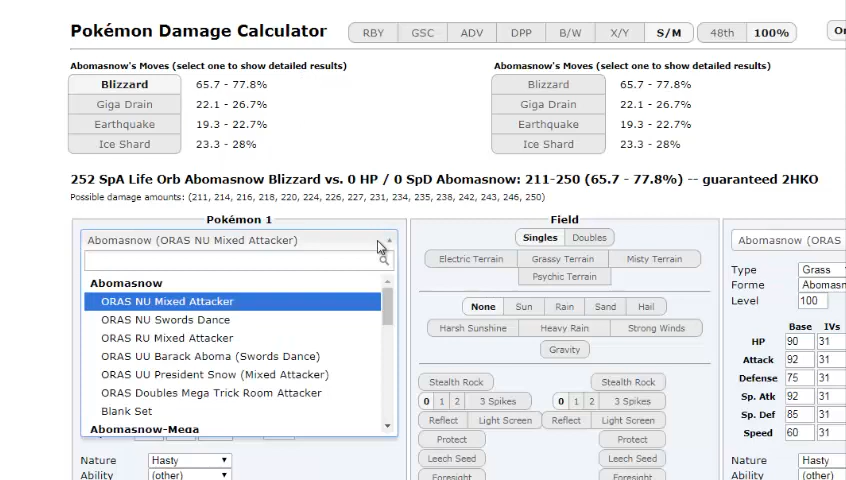 Pokémon Damage Calculator
RBY GSC ADV DPP B/W X/Y S/M 48th 100% On
Abomasnow's Moves (select one to show detailed results) Abomasnow's Moves (select one to show detailed results)
Blizzard 65.7 - 77.8% Blizzard 65.7 - 77.8%
Giga Drain 22.1 - 26.7% Giga Drain 22.1 - 26.7%
Earthquake 19.3 - 22.7% Earthquake 19.3 - 22.7%
Ice Shard 23.3 - 28% Ice Shard 23.3 - 28%
252 SpA Life Orb Abomasnow Blizzard vs. 0 HP / 0 SpD Abomasnow: 211-250 (65.7 - 77.8%) -- guaranteed 2HKO
Possible damage amounts: (211, 214, 216, 218, 220, 224, 226, 227, 231, 234, 235, 238, 242, 243, 246, 250)
Pokémon 1
Abomasnow (ORAS NU Mixed Attacker)
Abomasnow
ORAS NU Mixed Attacker
ORAS NU Swords Dance
ORAS RU Mixed Attacker
ORAS UU Barack Aboma (Swords Dance)
ORAS UU President Snow (Mixed Attacker)
ORAS Doubles Mega Trick Room Attacker
Blank Set
Abomasnow-Mega
Nature Hasty
Ability (other)
Field
Singles Doubles
Electric Terrain Grassy Terrain Misty Terrain
Psychic Terrain
None Sun Rain Sand Hail
Harsh Sunshine Heavy Rain Strong Winds
Gravity
Stealth Rock Stealth Rock
0 1 2 3 Spikes 0 1 2 3 Spikes
Reflect Light Screen Reflect Light Screen
Protect Protect
Leech Seed Leech Seed
Foresight Foresight
Abomasnow (ORAS
Type Grass
Forme Abomasn
Level 100
Base IVs
HP 90 31
Attack 92 31
Defense 75 31
Sp. Atk 92 31
Sp. Def 85 31
Speed 60 31
Nature Hasty
Ability (other)